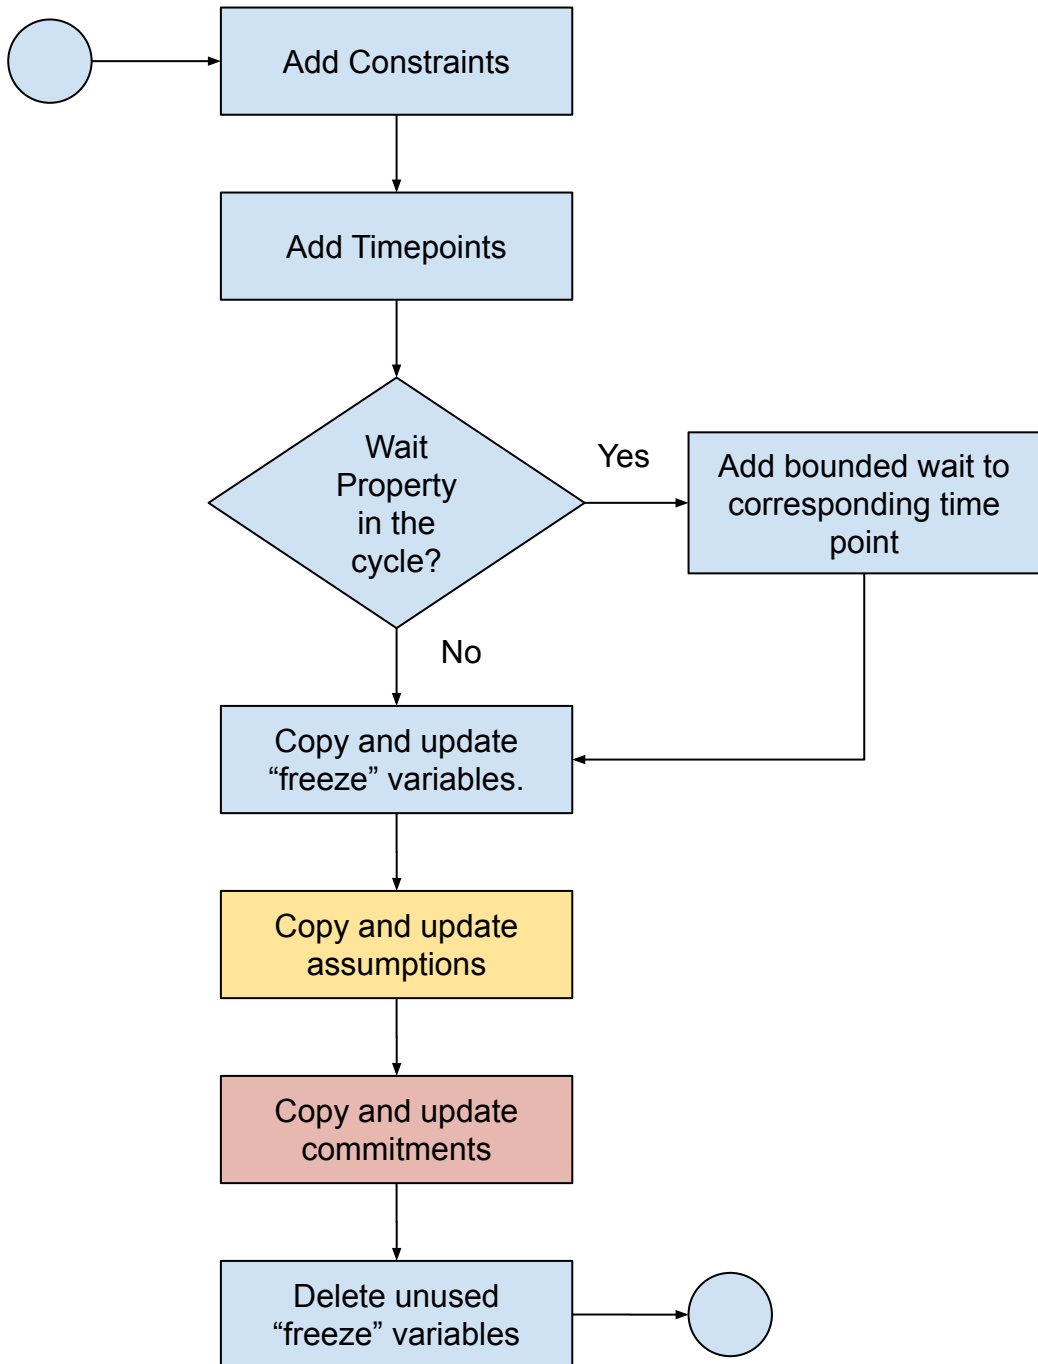 Add Constraints
Add Timepoints
Wait
Property
in the
cycle?
Yes
Add bounded wait to
corresponding time
point
No
Copy and update
“freeze” variables.
Copy and update
assumptions
Copy and update
commitments
Delete unused
“freeze” variables